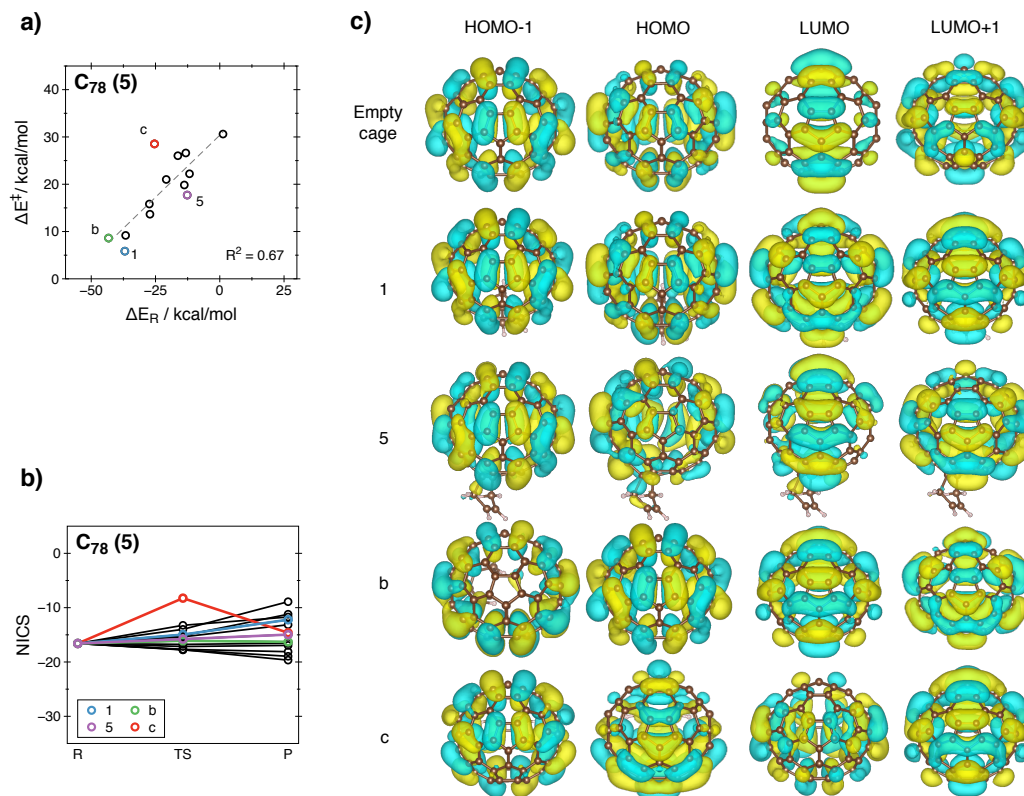 a)
C78 (5)
ΔE‡/ kcal/mol
40
30
20
10
0
c
5
b
1
R² = 0.67
−50
−25
0
25
ΔER / kcal/mol
b)
C78 (5)
NICS
0
−10
−20
−30
1
b
5
c
R
TS
P
c)
HOMO-1
HOMO
LUMO
LUMO+1
Empty
cage
1
5
b
c